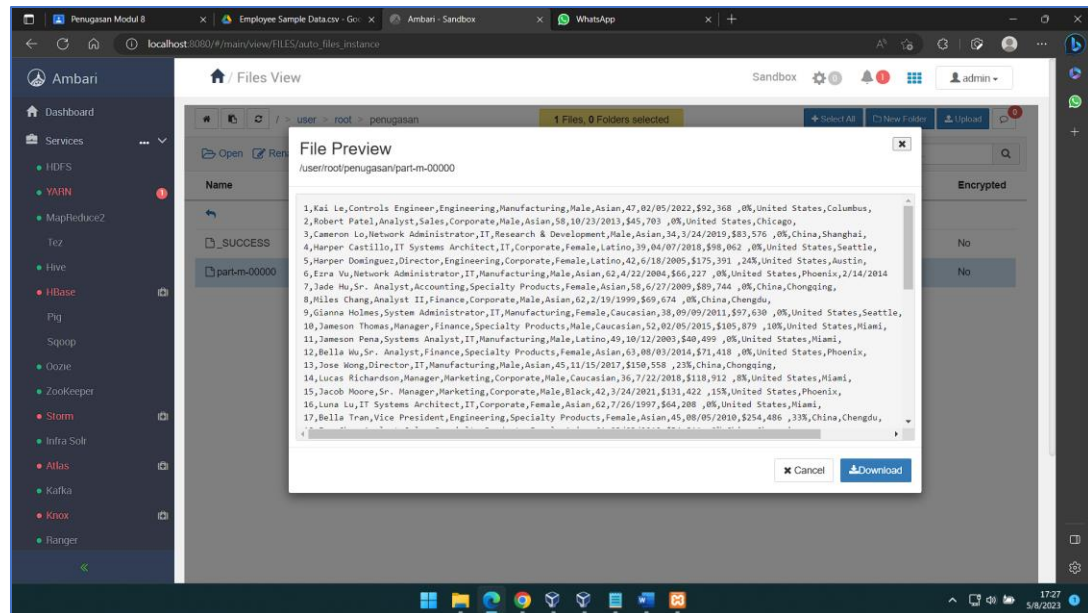 Penugasan Modul 8
Employee Sample Data.csv - Goo
Ambari - Sandbox
WhatsApp
localhost:8080/#/main/view/FILES/auto_files_instance
Ambari
/ Files View
Sandbox
0
0
admin
Dashboard
Services
HDFS
YARN
1
MapReduce2
Tez
Hive
HBase
Pig
Sqoop
Oozie
ZooKeeper
Storm
Infra Solr
Atlas
Kafka
Knox
Ranger
/ > user > root > penugasan
1 Files, 0 Folders selected
Select All
New Folder
Upload
0
Open
Ren
Name
Encrypted
_SUCCESS
No
part-m-00000
No
File Preview
/user/root/penugasan/part-m-00000
1,Kai Le,Controls Engineer,Engineering,Manufacturing,Male,Asian,47,02/05/2022,$92,368 ,0%,United States,Columbus,
2,Robert Patel,Analyst,Sales,Corporate,Male,Asian,58,10/23/2013,$45,703 ,0%,United States,Chicago,
3,Cameron Lo,Network Administrator,IT,Research & Development,Male,Asian,34,3/24/2019,$83,576 ,0%,China,Shanghai,
4,Harper Castillo,IT Systems Architect,IT,Corporate,Female,Latino,39,04/07/2018,$98,062 ,0%,United States,Seattle,
5,Harper Dominguez,Director,Engineering,Corporate,Female,Latino,42,6/18/2005,$175,391 ,24%,United States,Austin,
6,Ezra Vu,Network Administrator,IT,Manufacturing,Male,Asian,62,4/22/2004,$66,227 ,0%,United States,Phoenix,2/14/2014
7,Jade Hu,Sr. Analyst,Accounting,Specialty Products,Female,Asian,58,6/27/2009,$89,744 ,0%,China,Chongqing,
8,Miles Chang,Analyst II,Finance,Corporate,Male,Asian,62,2/19/1999,$69,674 ,0%,China,Chengdu,
9,Gianna Holmes,System Administrator,IT,Manufacturing,Female,Caucasian,38,09/09/2011,$97,630 ,0%,United States,Seattle,
10,Jameson Thomas,Manager,Finance,Specialty Products,Male,Caucasian,52,02/05/2015,$105,879 ,10%,United States,Miami,
11,Jameson Pena,Systems Analyst,IT,Manufacturing,Male,Latino,49,10/12/2003,$40,499 ,0%,United States,Miami,
12,Bella Wu,Sr. Analyst,Finance,Specialty Products,Female,Asian,63,08/03/2014,$71,418 ,0%,United States,Phoenix,
13,Jose Wong,Director,IT,Manufacturing,Male,Asian,45,11/15/2017,$150,558 ,23%,China,Chongqing,
14,Lucas Richardson,Manager,Marketing,Corporate,Male,Caucasian,36,7/22/2018,$118,912 ,8%,United States,Miami,
15,Jacob Moore,Sr. Manager,Marketing,Corporate,Male,Black,42,3/24/2021,$131,422 ,15%,United States,Phoenix,
16,Luna Lu,IT Systems Architect,IT,Corporate,Female,Asian,62,7/26/1997,$64,208 ,0%,United States,Miami,
17,Bella Tran,Vice President,Engineering,Specialty Products,Female,Asian,45,08/05/2010,$254,486 ,33%,China,Chengdu,
Cancel
Download
17:27
5/8/2023
1